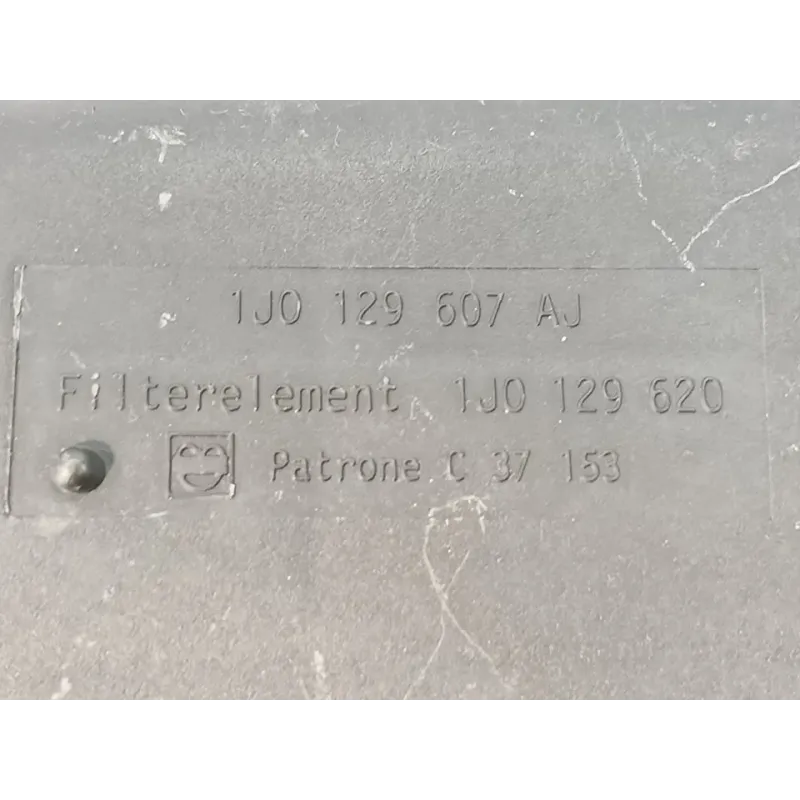 1J0 129 607 AJ
Filterelement 1J0 129 620
Patrone C 37 153